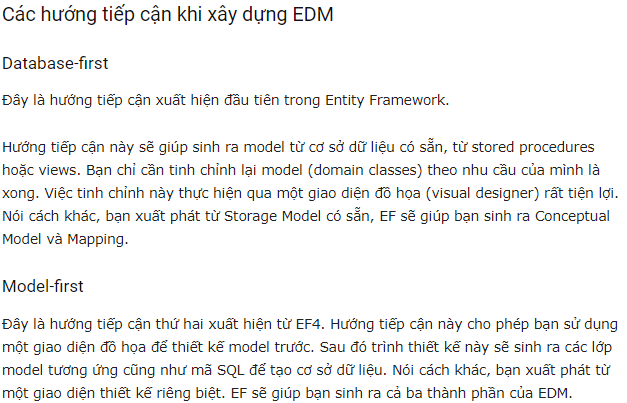 Các hướng tiếp cận khi xây dựng EDM
Database-first
Đây là hướng tiếp cận xuất hiện đầu tiên trong Entity Framework.
Hướng tiếp cận này sẽ giúp sinh ra model từ cơ sở dữ liệu có sẵn, từ stored procedures
hoặc views. Bạn chỉ cần tinh chỉnh lại model (domain classes) theo nhu cầu của mình là
xong. Việc tinh chỉnh này thực hiện qua một giao diện đồ họa (visual designer) rất tiện lợi.
Nói cách khác, bạn xuất phát từ Storage Model có sẵn, EF sẽ giúp bạn sinh ra Conceptual
Model và Mapping.
Model-first
Đây là hướng tiếp cận thứ hai xuất hiện từ EF4. Hướng tiếp cận này cho phép bạn sử dụng
một giao diện đồ họa để thiết kế model trước. Sau đó trình thiết kế này sẽ sinh ra các lớp
model tương ứng cũng như mã SQL để tạo cơ sở dữ liệu. Nói cách khác, bạn xuất phát từ
một giao diện thiết kế riêng biệt. EF sẽ giúp bạn sinh ra cả ba thành phần của EDM.